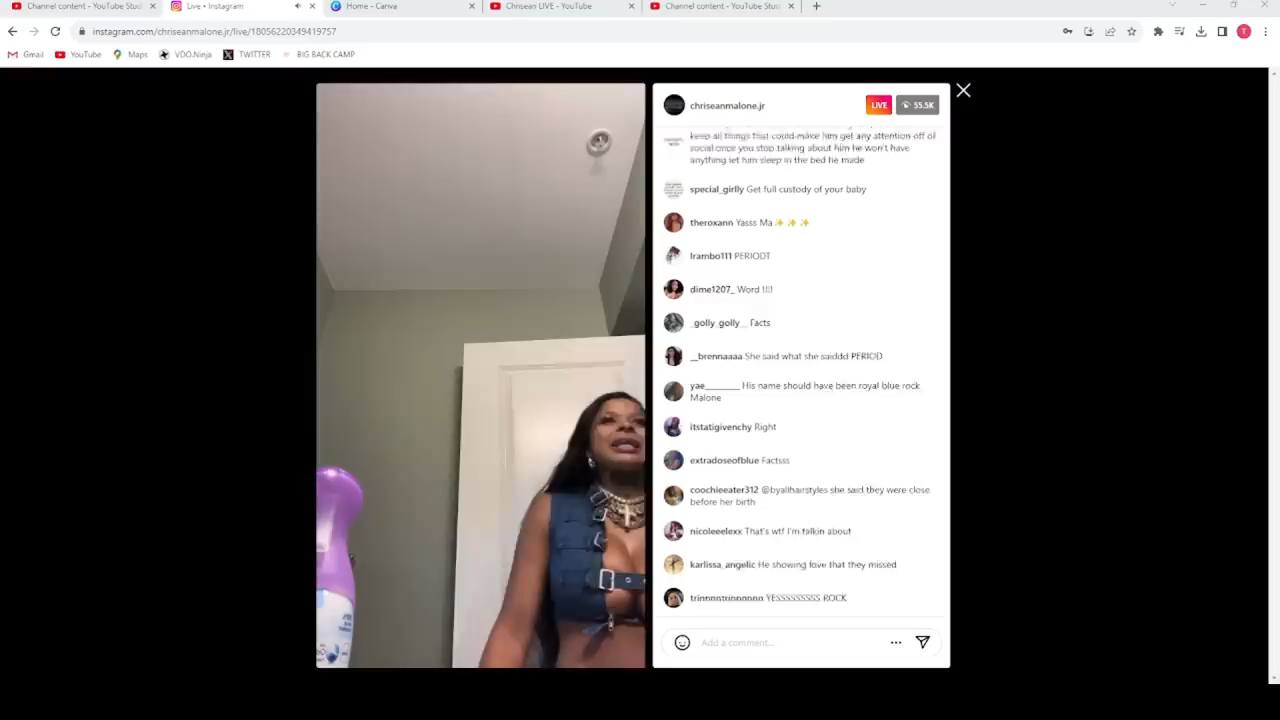 Channel content - YouTube Stud
Live • Instagram
Home - Canva
Chrisean LIVE - YouTube
Channel content - YouTube Stus
instagram.com/chriseanmalone.jr/live/18056220349419757
T
Gmail
YouTube
Maps
VDO.Ninja
TWITTER
BIG BACK CAMP
chriseanmalone.jr
LIVE
55.5K
keep all things that could make him get any attention off of
social once you stop talking about him he won't have
anything let him sleep in the bed he made
special_girlly Get full custody of your baby
theroxann Yasss Ma ✨ ✨ ✨
lrambo111 PERIODT
dime1207_ Word !!!!
_golly_golly__ Facts
__brennaaaa She said what she saiddd PERIOD
yae________ His name should have been royal blue rock
Malone
itstatigivenchy Right
extradoseofblue Factsss
coochieeater312 @byallhairstyles she said they were close
before her birth
nicoleeelexx That's wtf I'm talkin about
karlissa_angelic He showing love that they missed
YESSSSSSSSS ROCK
Add a comment...